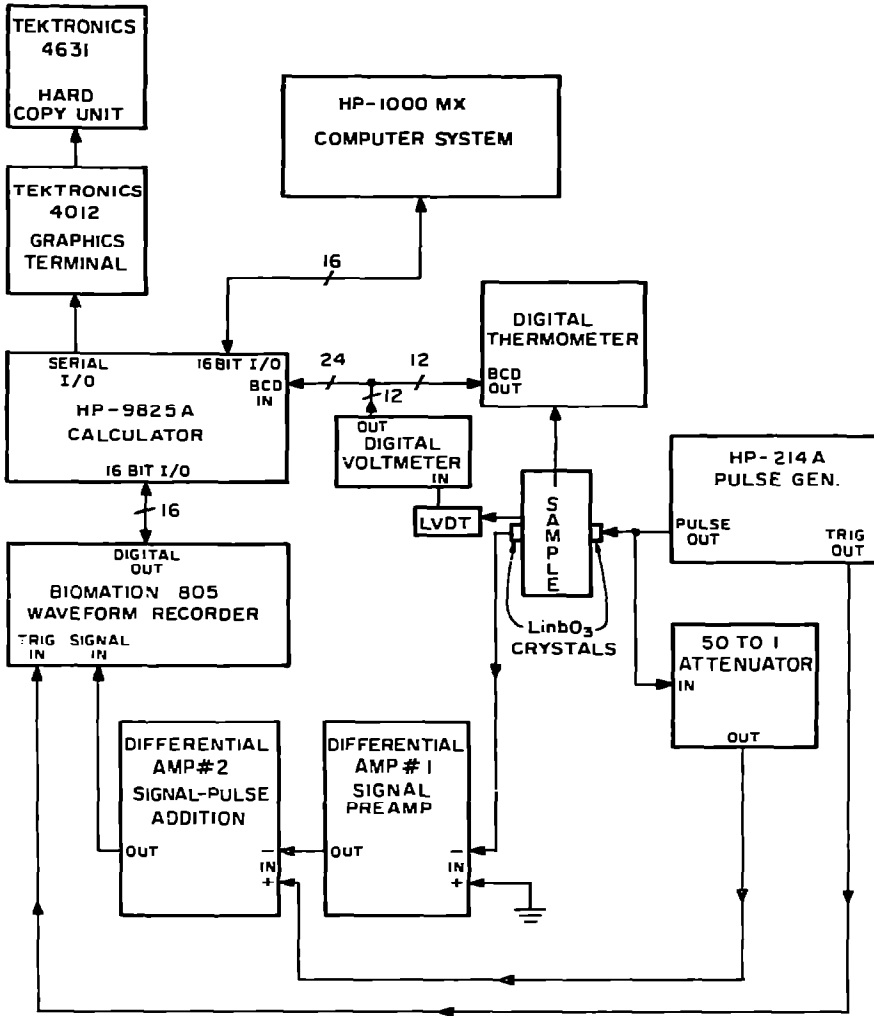 TEKTRONICS
4631
HARD
COPY UNIT
HP-1000 MX
COMPUTER SYSTEM
TEKTRONICS
4012
GRAPHICS
TERMINAL
16
DIGITAL
THERMOMETER
BCD
OUT
SERIAL
I/O
16 BIT I/O
BCD
IN
HP-9825A
CALCULATOR
16 BIT I/O
24
12
12
OUT
DIGITAL
VOLTMETER
IN
LVDT
SAMPLE
HP-214A
PULSE GEN.
PULSE
OUT
TRIG
OUT
16
DIGITAL
OUT
BIOMATION 805
WAVEFORM RECORDER
TRIG
IN
SIGNAL
IN
LinbO3
CRYSTALS
50 TO 1
ATTENUATOR
IN
OUT
DIFFERENTIAL
AMP#2
SIGNAL-PULSE
ADDITION
OUT
−
IN
+
DIFFERENTIAL
AMP #1
SIGNAL
PREAMP
OUT
−
IN
+